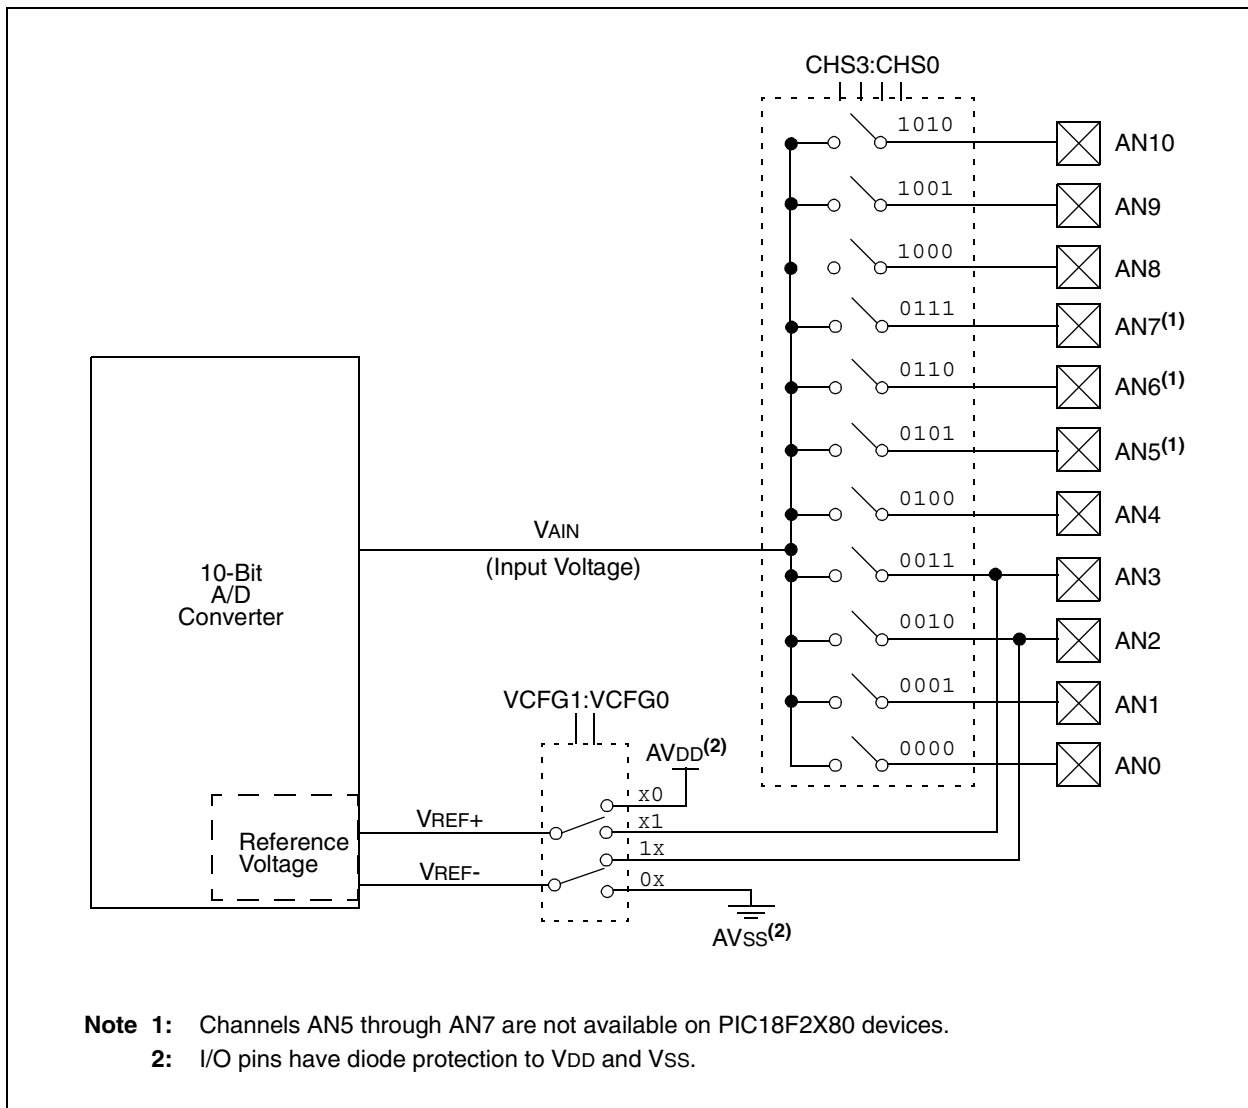 CHS3:CHS0
1010
AN10
1001
AN9
1000
AN8
0111
AN7(1)
0110
AN6(1)
0101
AN5(1)
0100
AN4
VAIN
(Input Voltage)
0011
AN3
10-Bit
A/D
Converter
0010
AN2
0001
AN1
VCFG1:VCFG0
0000
AN0
AVDD(2)
x0
VREF+
x1
Reference
Voltage
1x
VREF-
0x
AVSS(2)
Note 1: Channels AN5 through AN7 are not available on PIC18F2X80 devices.
2: I/O pins have diode protection to VDD and VSS.